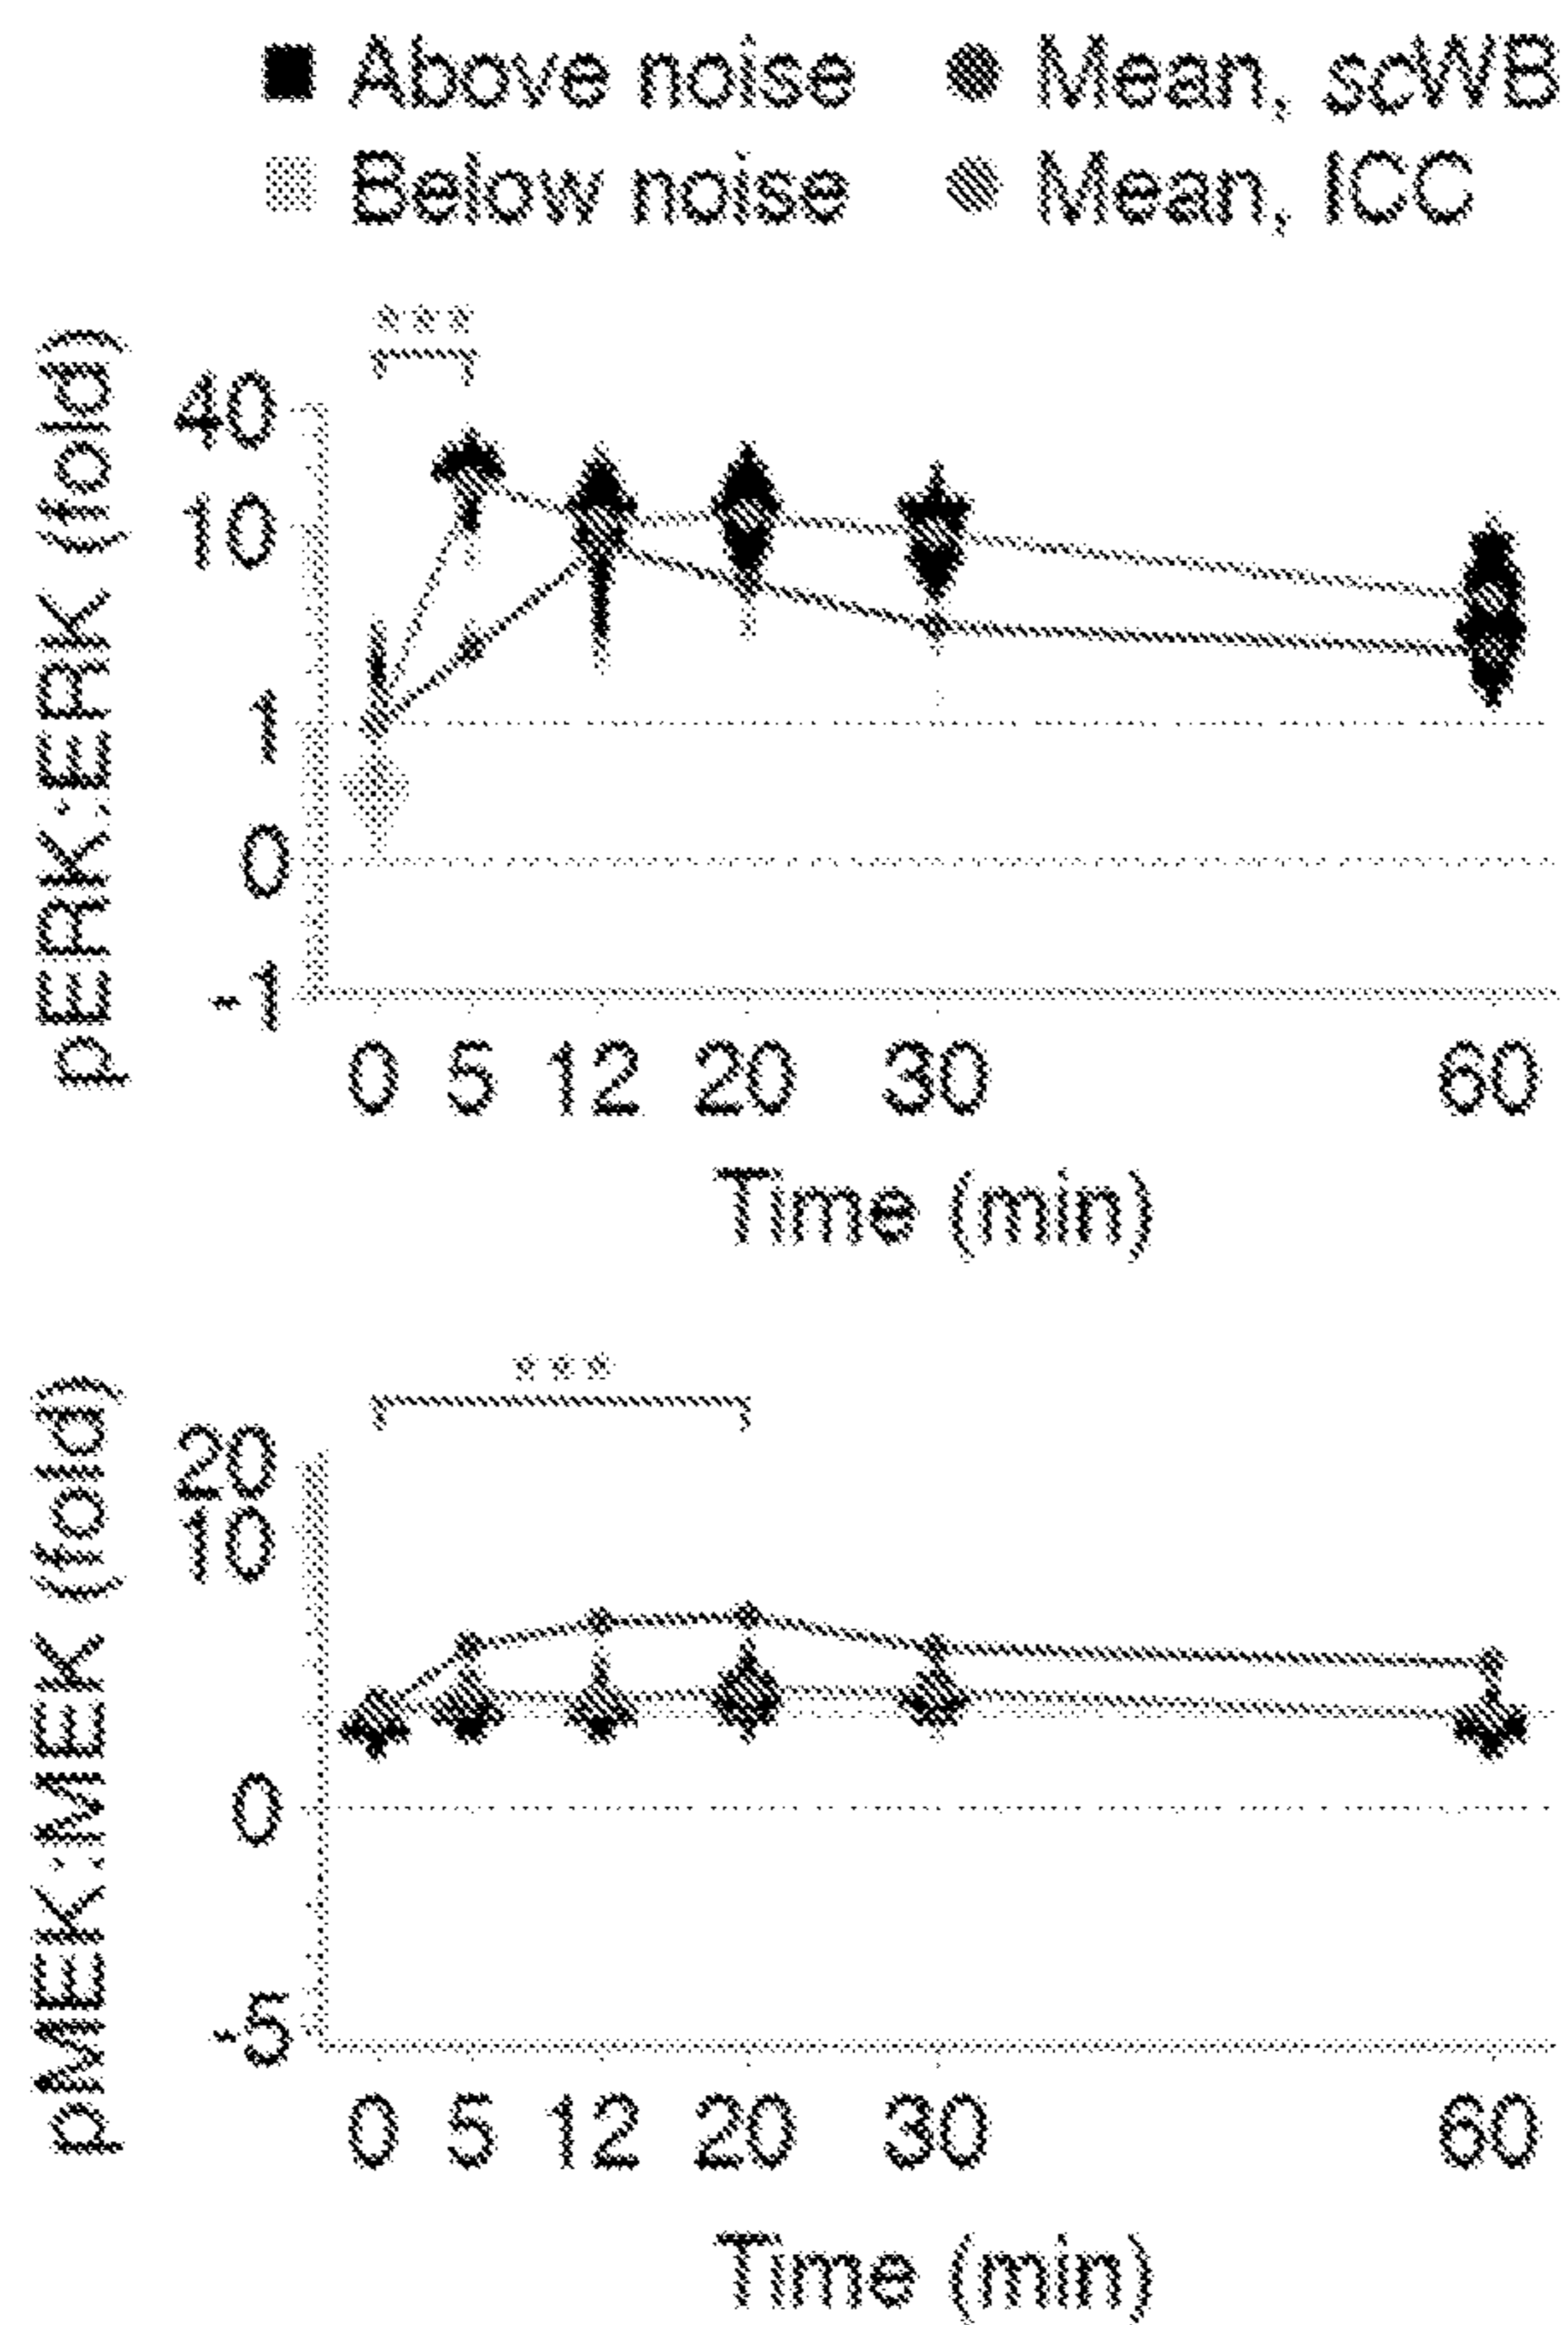 Above noise Mean, scWB
Below noise Mean, ICC
***
pERK:ERK (fold)
40
10
1
0
-1
0 5 12 20 30 60
Time (min)
***
pMEK:MEK (fold)
20
10
0
-5
0 5 12 20 30 60
Time (min)